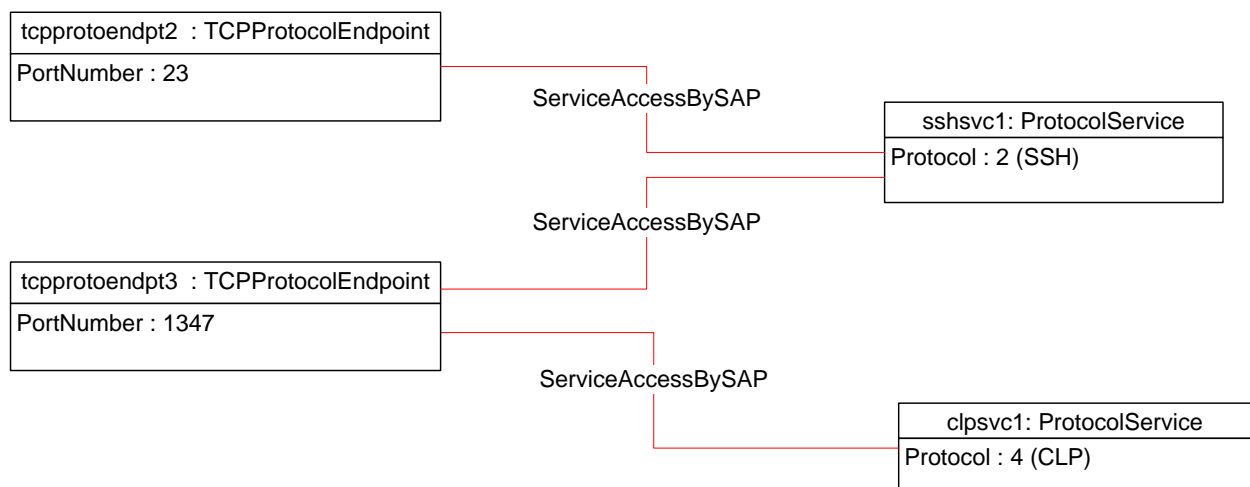 tcpprotoendpt2  : TCPProtocolEndpoint
PortNumber : 23
ServiceAccessBySAP
sshsvc1: ProtocolService
Protocol : 2 (SSH)
ServiceAccessBySAP
tcpprotoendpt3  : TCPProtocolEndpoint
PortNumber : 1347
ServiceAccessBySAP
clpsvc1: ProtocolService
Protocol : 4 (CLP)